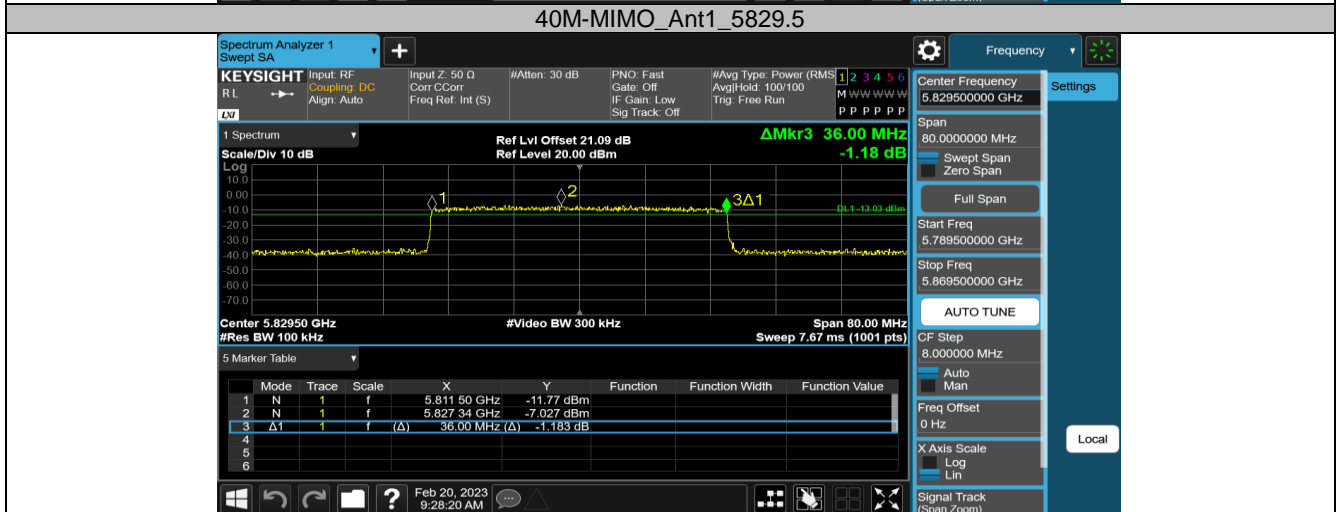 (Span Zoom)
40M-MIMO_Ant1_5829.5
Spectrum Analyzer 1
Swept SA
Frequency
KEYSIGHT
R L
LXI
Input: RF
Coupling: DC
Align: Auto
Input Z: 50 Ω
Corr CCorr
Freq Ref: Int (S)
#Atten: 30 dB
PNO: Fast
Gate: Off
IF Gain: Low
Sig Track: Off
#Avg Type: Power (RMS
Avg|Hold: 100/100
Trig: Free Run
1 2 3 4 5 6
M W W W W W
P P P P P P
1 Spectrum
Scale/Div 10 dB
Ref Lvl Offset 21.09 dB
Ref Level 20.00 dBm
ΔMkr3 36.00 MHz
-1.18 dB
Log
10.0
0.00
-10.0
-20.0
-30.0
-40.0
-50.0
-60.0
-70.0
1
2
3Δ1
DL1 -13.03 dBm
Center 5.82950 GHz
#Res BW 100 kHz
#Video BW 300 kHz
Span 80.00 MHz
Sweep 7.67 ms (1001 pts)
5 Marker Table
Mode Trace Scale X Y Function Function Width Function Value
1 N 1 f 5.811 50 GHz -11.77 dBm
2 N 1 f 5.827 34 GHz -7.027 dBm
3 Δ1 1 f (Δ) 36.00 MHz (Δ) -1.183 dB
4
5
6
Feb 20, 2023
9:28:20 AM
Center Frequency
5.829500000 GHz
Settings
Span
80.0000000 MHz
Swept Span
Zero Span
Full Span
Start Freq
5.789500000 GHz
Stop Freq
5.869500000 GHz
AUTO TUNE
CF Step
8.000000 MHz
Auto
Man
Freq Offset
0 Hz
X Axis Scale
Log
Lin
Local
Signal Track
(Span Zoom)